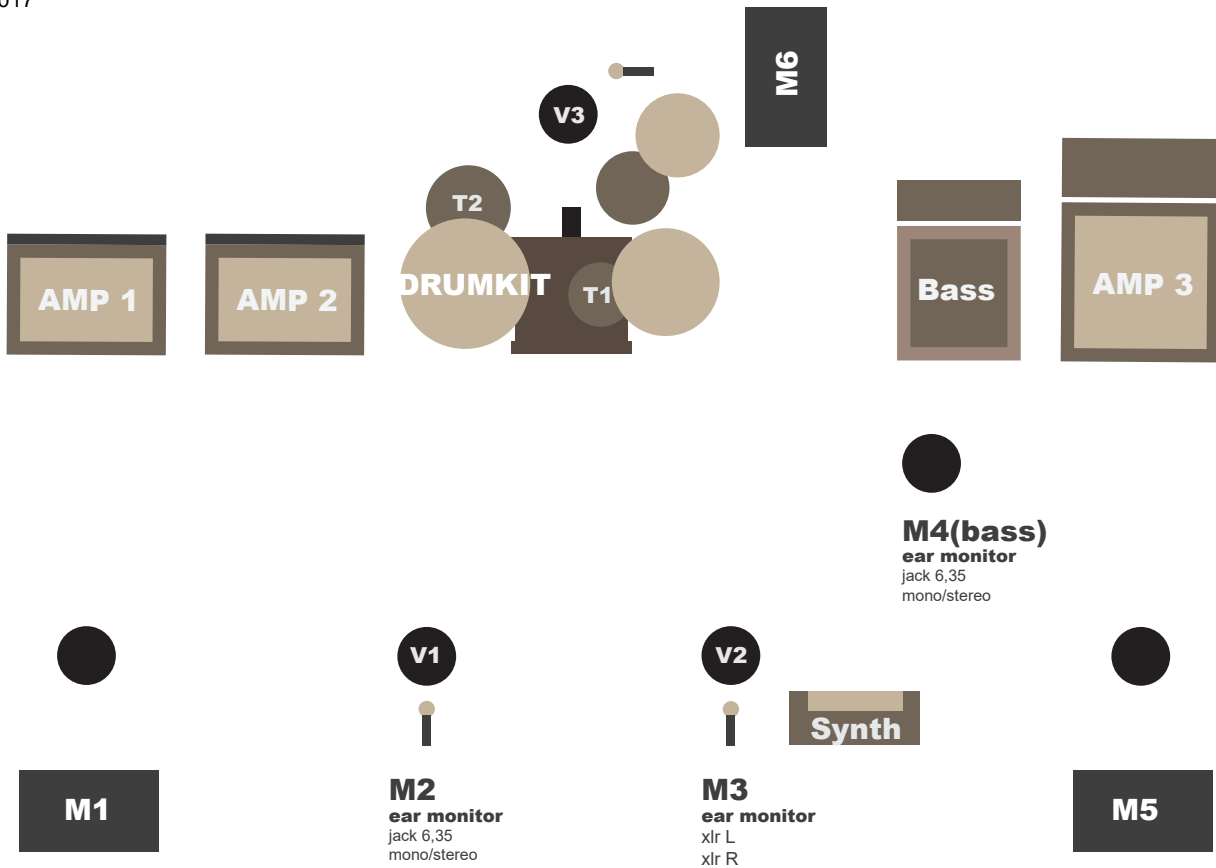 M6
V3
T2
AMP 1
AMP 2
DRUMKIT
T1
Bass
AMP 3
M4(bass)
ear monitor
jack 6,35
mono/stereo
V1
V2
Synth
M1
M2
ear monitor
jack 6,35
mono/stereo
M3
ear monitor
xlr L
xlr R
M5